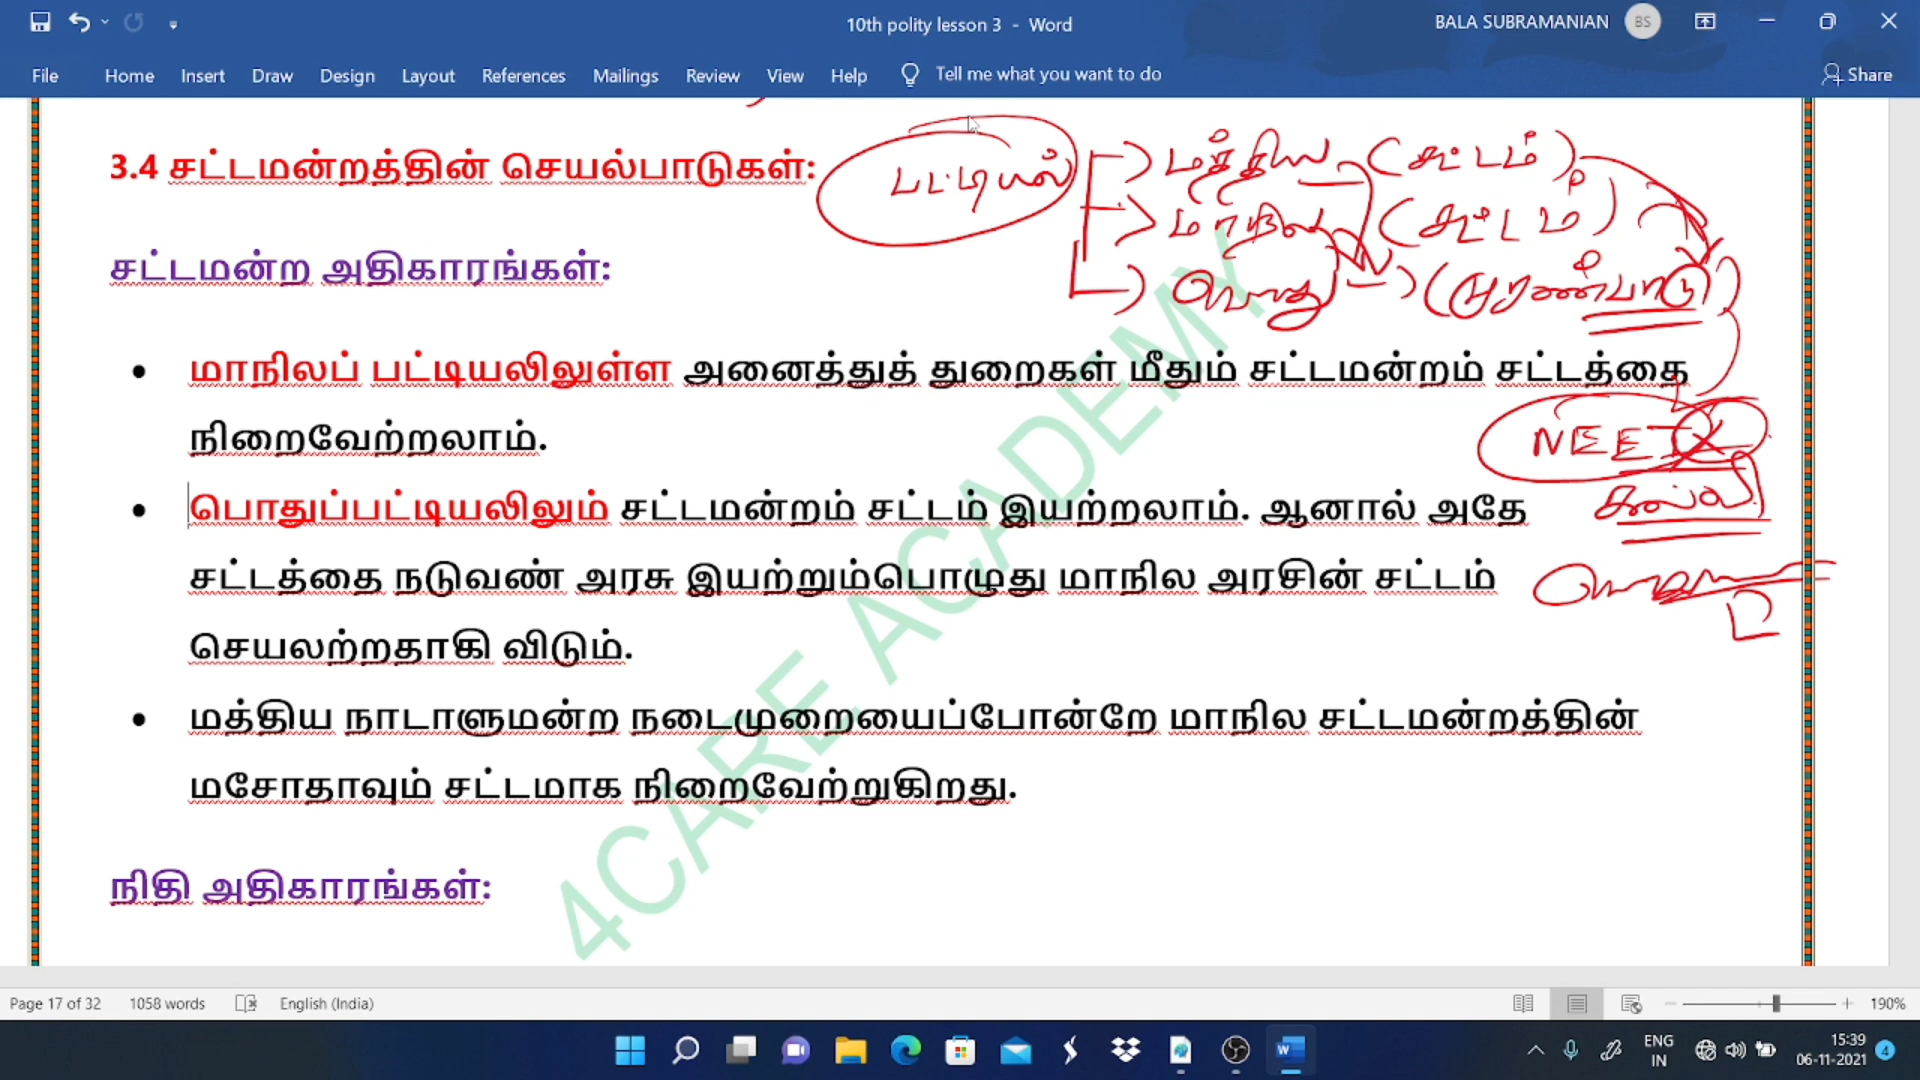 10th polity lesson 3 - Word
BALA SUBRAMANIAN BS
File Home Insert Draw Design Layout References Mailings Review View Help Tell me what you want to do Share
3.4 சட்டமன்றத்தின் செயல்பாடுகள்:
பட்டியல்
மத்திய (சட்டம்)
மாநில (சட்டம்)
பொது (முரண்பாடு)
சட்டமன்ற அதிகாரங்கள்:
மாநிலப் பட்டியலிலுள்ள அனைத்துத் துறைகள் மீதும் சட்டமன்றம் சட்டத்தை
நிறைவேற்றலாம்.
NEET
கல்வி
பொதுப்பட்டியலிலும் சட்டமன்றம் சட்டம் இயற்றலாம். ஆனால் அதே
சட்டத்தை நடுவண் அரசு இயற்றும்பொழுது மாநில அரசின் சட்டம்
செயலற்றதாகி விடும்.
மத்திய நாடாளுமன்ற நடைமுறையைப்போன்றே மாநில சட்டமன்றத்தின்
மசோதாவும் சட்டமாக நிறைவேற்றுகிறது.
நிதி அதிகாரங்கள்:
4CARE ACADEMY
Page 17 of 32 1058 words English (India) 190%
ENG
IN
15:39
06-11-2021
4